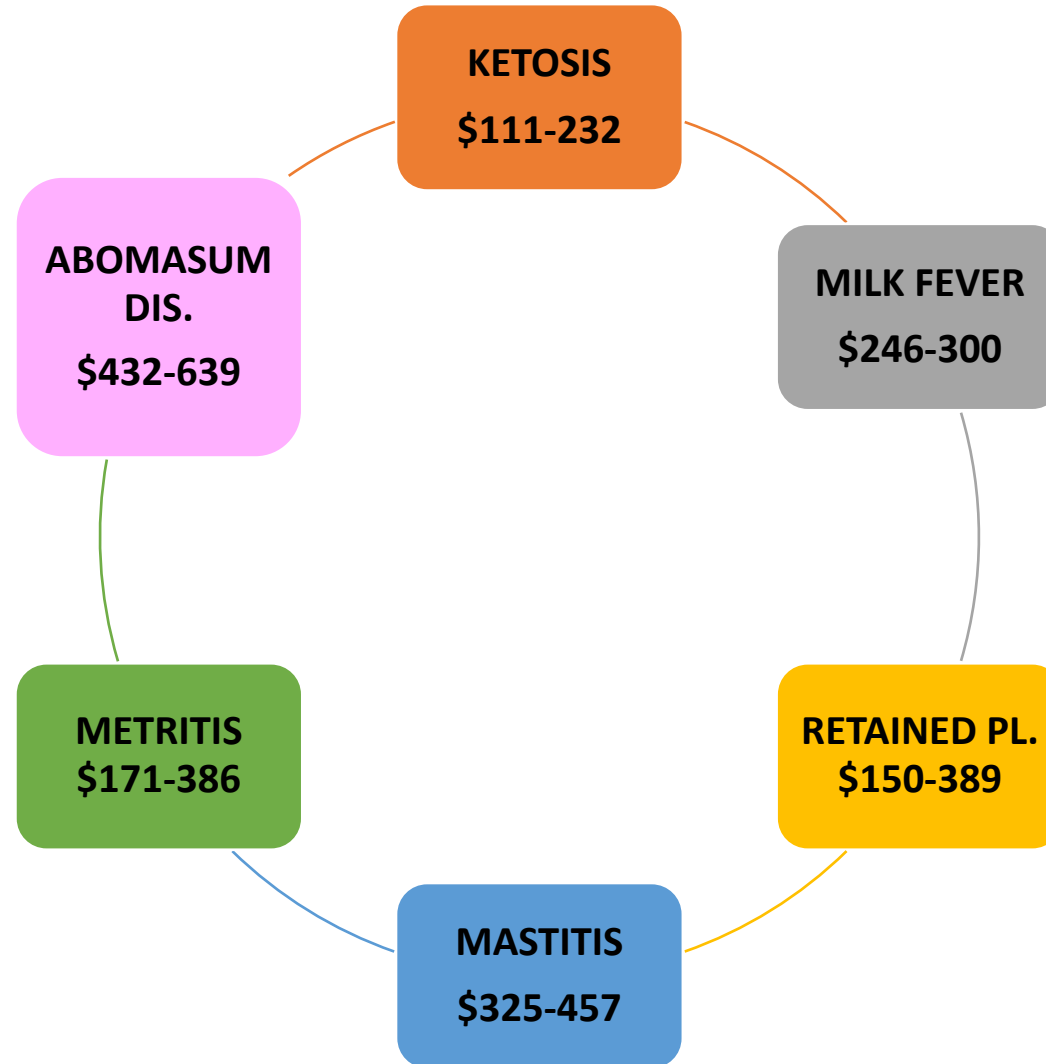 KETOSIS
$111-232
MILK FEVER
$246-300
RETAINED PL.
$150-389
MASTITIS
$325-457
METRITIS
$171-386
ABOMASUM
DIS.
$432-639